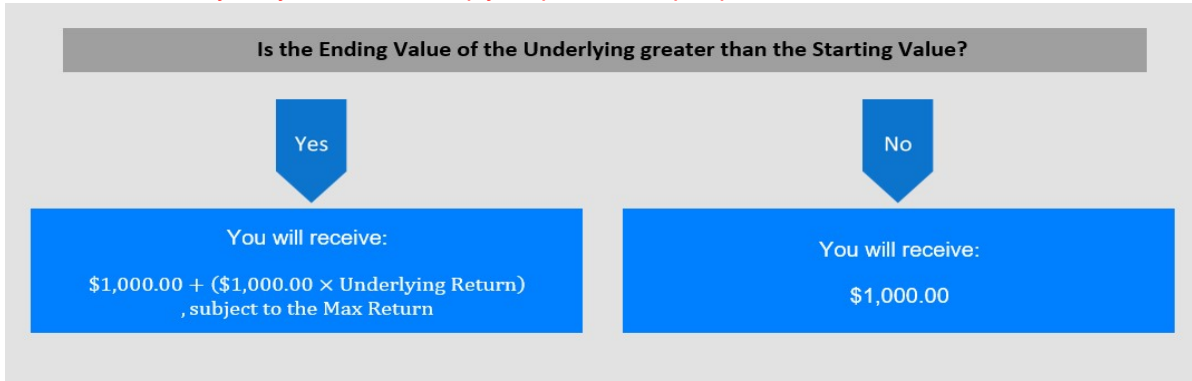 Is the Ending Value of the Underlying greater than the Starting Value?
Yes
No
You will receive:
$1,000.00 + ($1,000.00 × Underlying Return)
, subject to the Max Return
You will receive:
$1,000.00